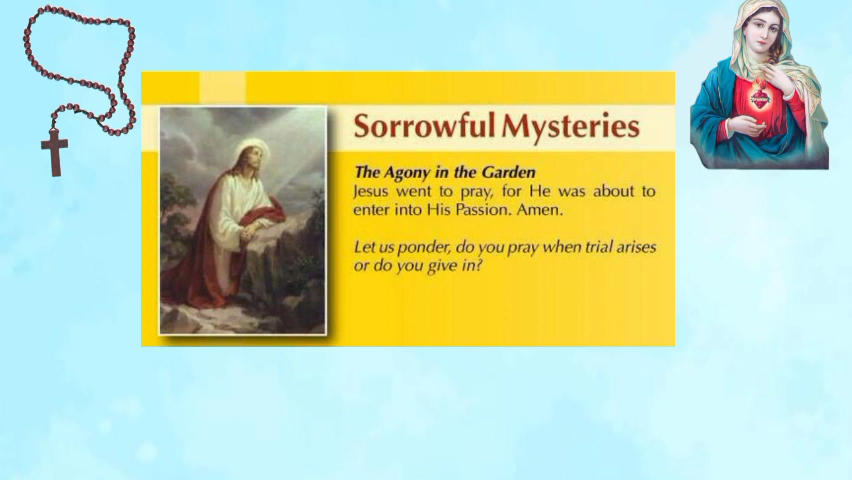 Sorrowful Mysteries
The Agony in the Garden
Jesus went to pray, for He was about to
enter into His Passion. Amen.
Let us ponder, do you pray when trial arises
or do you give in?